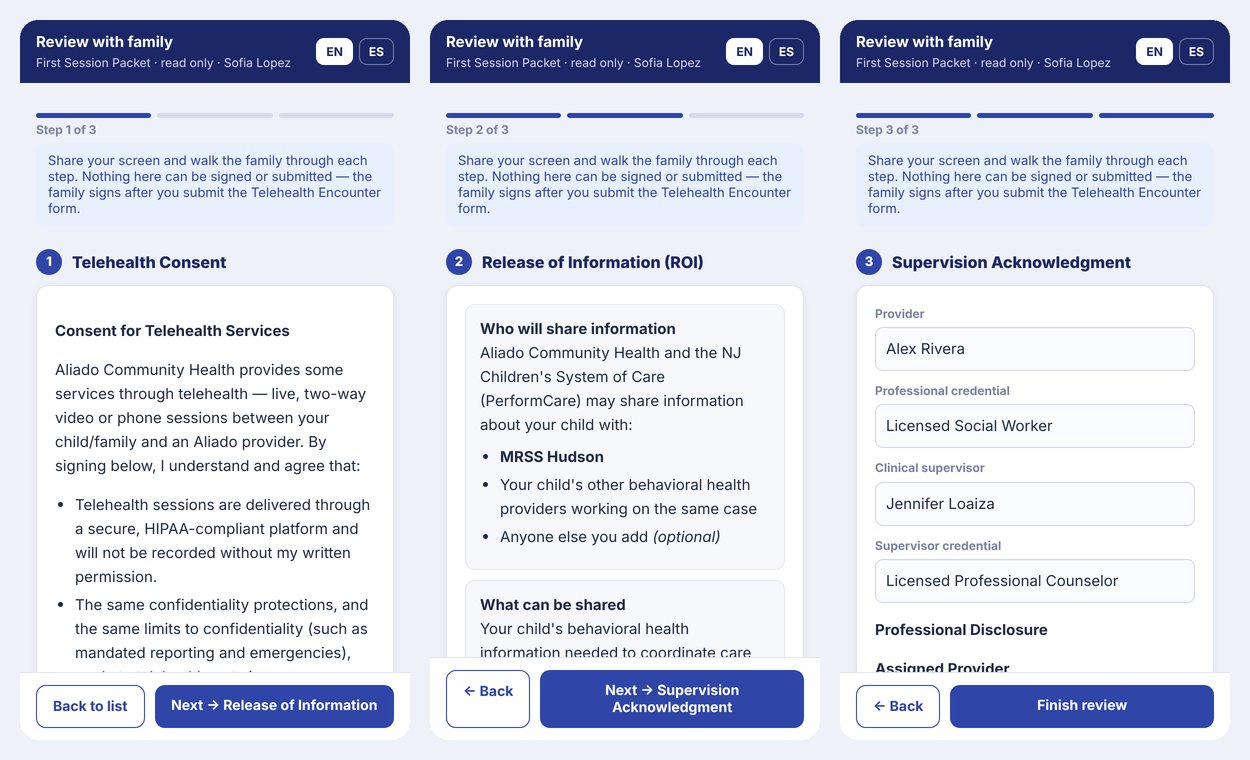 Review with family
First Session Packet · read only · Sofia Lopez
EN
ES
Step 1 of 3
Share your screen and walk the family through each
step. Nothing here can be signed or submitted — the
family signs after you submit the Telehealth Encounter
form.
1 Telehealth Consent
Consent for Telehealth Services
Aliado Community Health provides some
services through telehealth — live, two-way
video or phone sessions between your
child/family and an Aliado provider. By
signing below, I understand and agree that:
• Telehealth sessions are delivered through
a secure, HIPAA-compliant platform and
will not be recorded without my written
permission.
• The same confidentiality protections, and
the same limits to confidentiality (such as
mandated reporting and emergencies),
Back to list
Next → Release of Information
Review with family
First Session Packet · read only · Sofia Lopez
EN
ES
Step 2 of 3
Share your screen and walk the family through each
step. Nothing here can be signed or submitted — the
family signs after you submit the Telehealth Encounter
form.
2 Release of Information (ROI)
Who will share information
Aliado Community Health and the NJ
Children's System of Care
(PerformCare) may share information
about your child with:
• MRSS Hudson
• Your child's other behavioral health
providers working on the same case
• Anyone else you add (optional)
What can be shared
Your child's behavioral health
information needed to coordinate care
← Back
Next → Supervision
Acknowledgment
Review with family
First Session Packet · read only · Sofia Lopez
EN
ES
Step 3 of 3
Share your screen and walk the family through each
step. Nothing here can be signed or submitted — the
family signs after you submit the Telehealth Encounter
form.
3 Supervision Acknowledgment
Provider
Alex Rivera
Professional credential
Licensed Social Worker
Clinical supervisor
Jennifer Loaiza
Supervisor credential
Licensed Professional Counselor
Professional Disclosure
Assigned Provider
← Back
Finish review